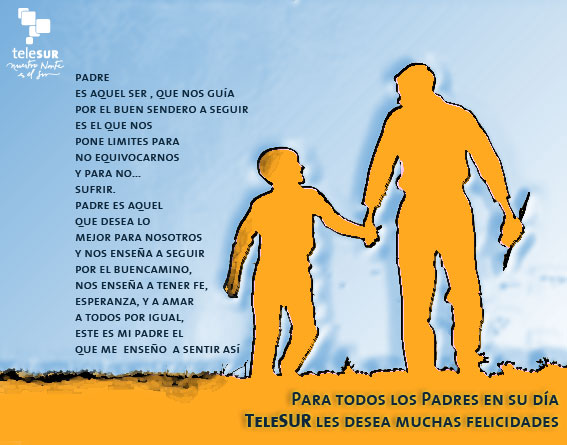 teleSUR
nuestro Norte
es el Sur
PADRE
ES AQUEL SER , QUE NOS GUÍA
POR EL BUEN SENDERO A SEGUIR
ES EL QUE NOS
PONE LIMITES PARA
NO EQUIVOCARNOS
Y PARA NO...
SUFRIR.
PADRE ES AQUEL
QUE DESEA LO
MEJOR PARA NOSOTROS
Y NOS ENSEÑA A SEGUIR
POR EL BUENCAMINO,
NOS ENSEÑA A TENER FE,
ESPERANZA, Y A AMAR
A TODOS POR IGUAL,
ESTE ES MI PADRE EL
QUE ME ENSEÑO A SENTIR ASÍ
PARA TODOS LOS PADRES EN SU DÍA
TELESUR LES DESEA MUCHAS FELICIDADES